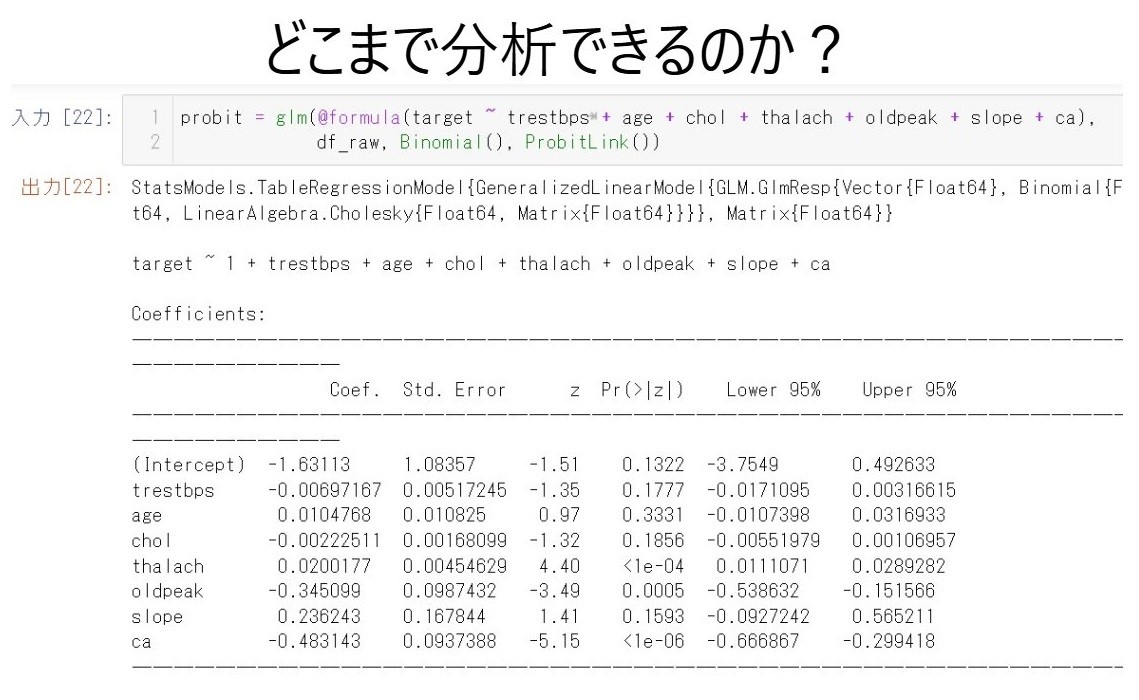 どこまで分析できるのか？
入力 [22]:
1 probit = glm(@formula(target ~ trestbps + age + chol + thalach + oldpeak + slope + ca),
2 df_raw, Binomial(), ProbitLink())
出力[22]:
StatsModels.TableRegressionModel{GeneralizedLinearModel{GLM.GlmResp{Vector{Float64}, Binomial{F
t64, LinearAlgebra.Cholesky{Float64, Matrix{Float64}}}}, Matrix{Float64}}
target ~ 1 + trestbps + age + chol + thalach + oldpeak + slope + ca
Coefficients:
Coef. Std. Error z Pr(>|z|) Lower 95% Upper 95%
(Intercept) -1.63113 1.08357 -1.51 0.1322 -3.7549 0.492633
trestbps -0.00697167 0.00517245 -1.35 0.1777 -0.0171095 0.00316615
age 0.0104768 0.010825 0.97 0.3331 -0.0107398 0.0316933
chol -0.00222511 0.00168099 -1.32 0.1856 -0.00551979 0.00106957
thalach 0.0200177 0.00454629 4.40 <1e-04 0.0111071 0.0289282
oldpeak -0.345099 0.0987432 -3.49 0.0005 -0.538632 -0.151566
slope 0.236243 0.167844 1.41 0.1593 -0.0927242 0.565211
ca -0.483143 0.0937388 -5.15 <1e-06 -0.666867 -0.299418